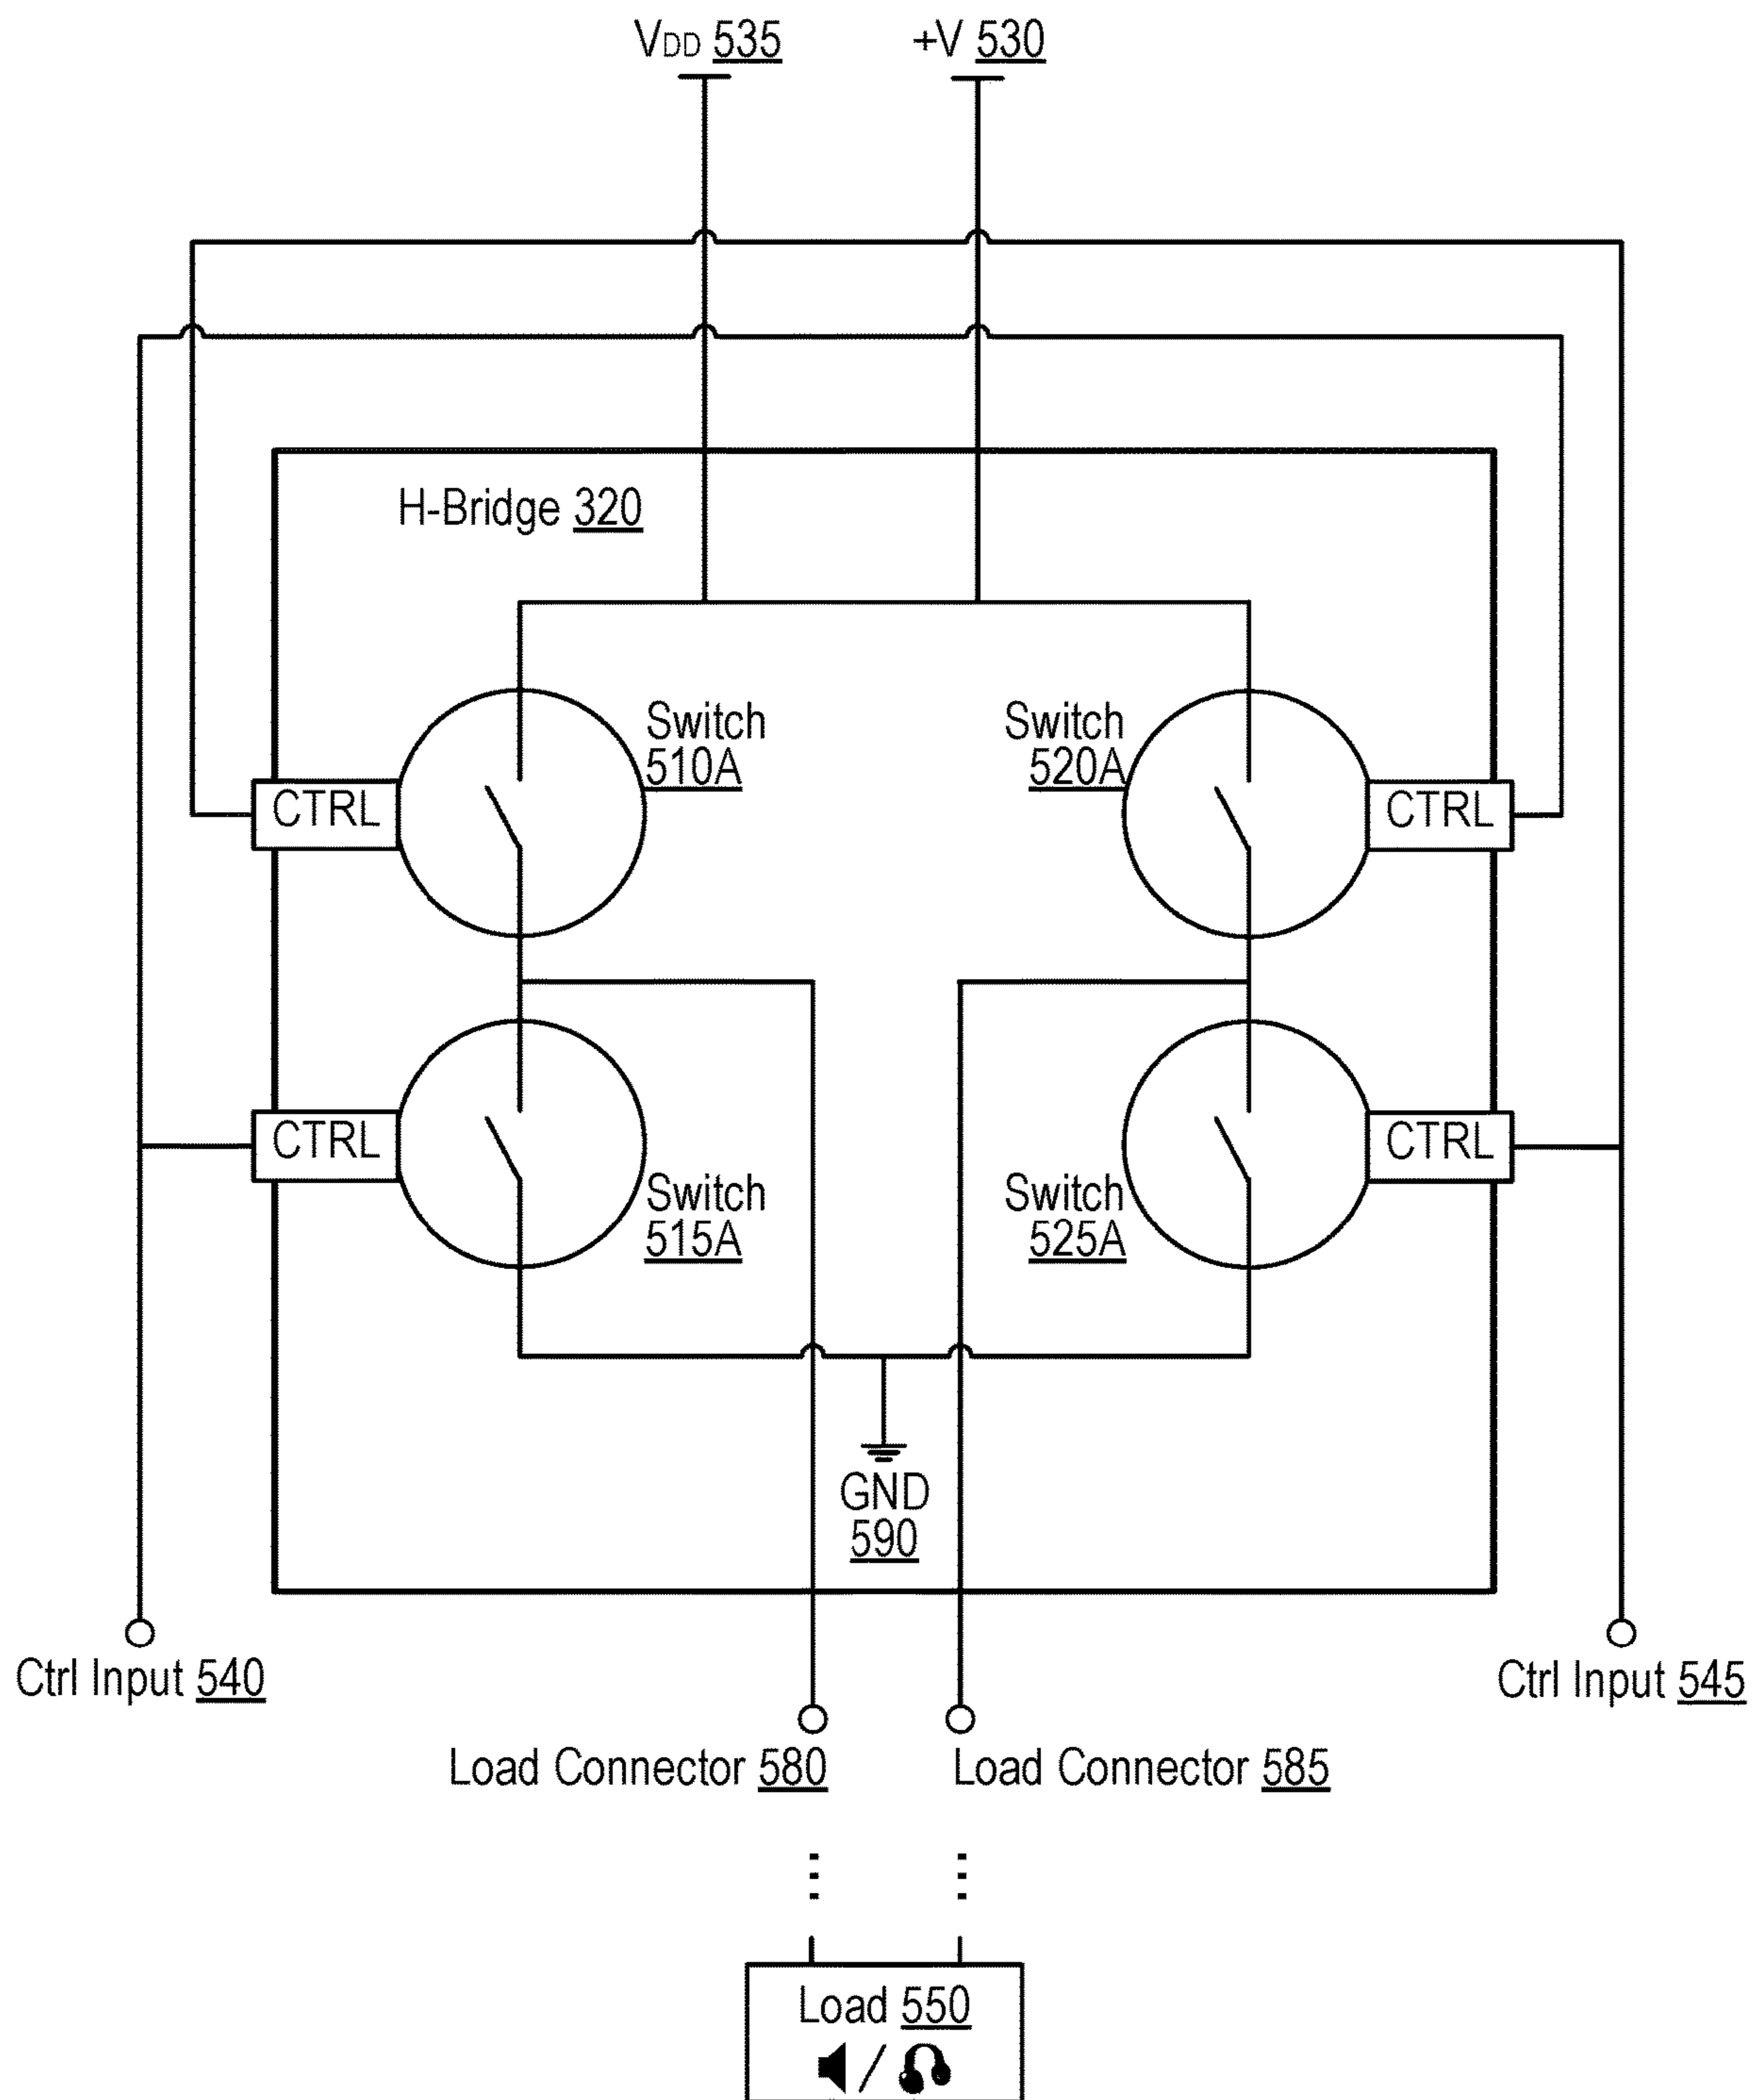 VDD 535
+V 530
H-Bridge 320
Switch
510A
Switch
520A
CTRL
CTRL
CTRL
CTRL
Switch
515A
Switch
525A
GND
590
Ctrl Input 540
Ctrl Input 545
Load Connector 580
Load Connector 585
Load 550
/